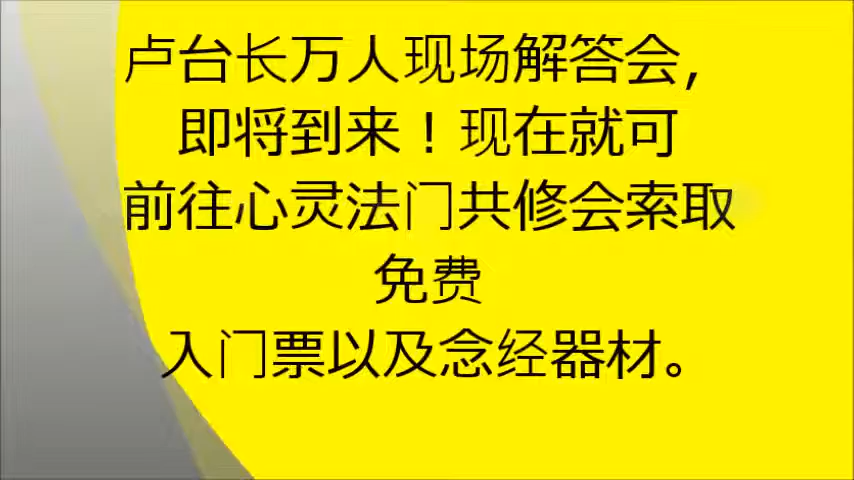 卢台长万人现场解答会，
即将到来！现在就可
前往心灵法门共修会索取
免费
入门票以及念经器材。